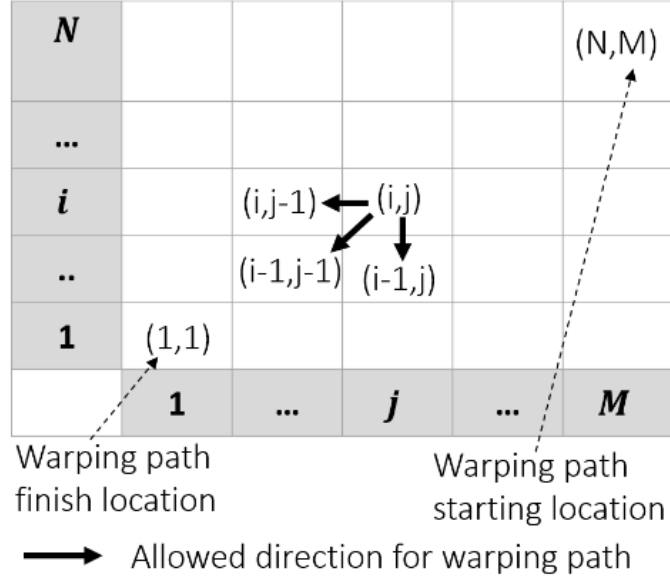 N
(N,M)
...
i
(i,j-1)
(i,j)
..
(i-1,j-1)
(i-1,j)
1
(1,1)
1
...
j
...
M
Warping path
finish location
Warping path
starting location
Allowed direction for warping path